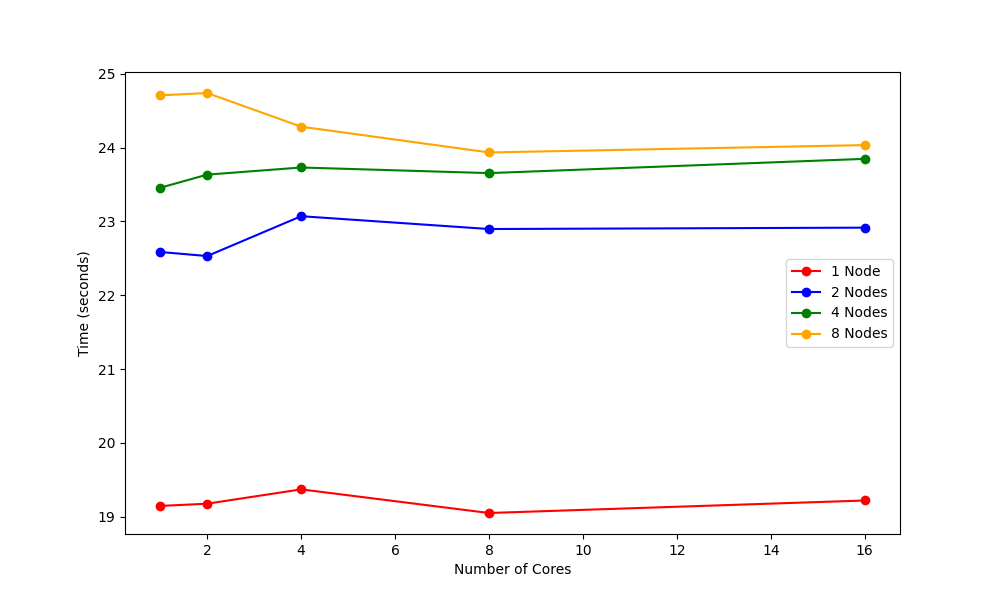 25
24
23
22
21
20
19
Time (seconds)
1 Node
2 Nodes
4 Nodes
8 Nodes
2 4 6 8 10 12 14 16
Number of Cores